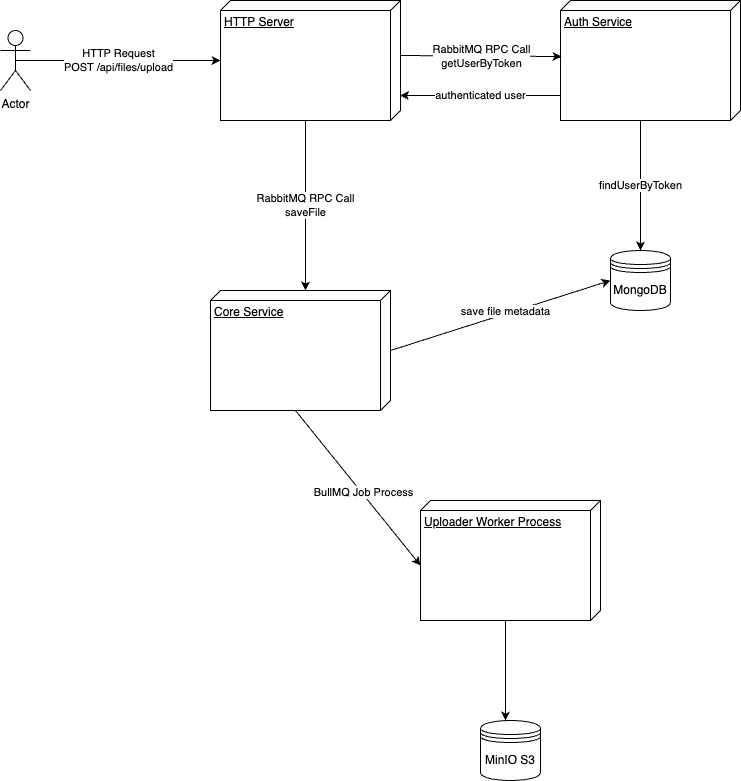 HTTP Server
Auth Service
HTTP Request
POST /api/files/upload
RabbitMQ RPC Call
getUserByToken
authenticated user
Actor
findUserByToken
RabbitMQ RPC Call
saveFile
MongoDB
Core Service
save file metadata
BullMQ Job Process
Uploader Worker Process
MinIO S3